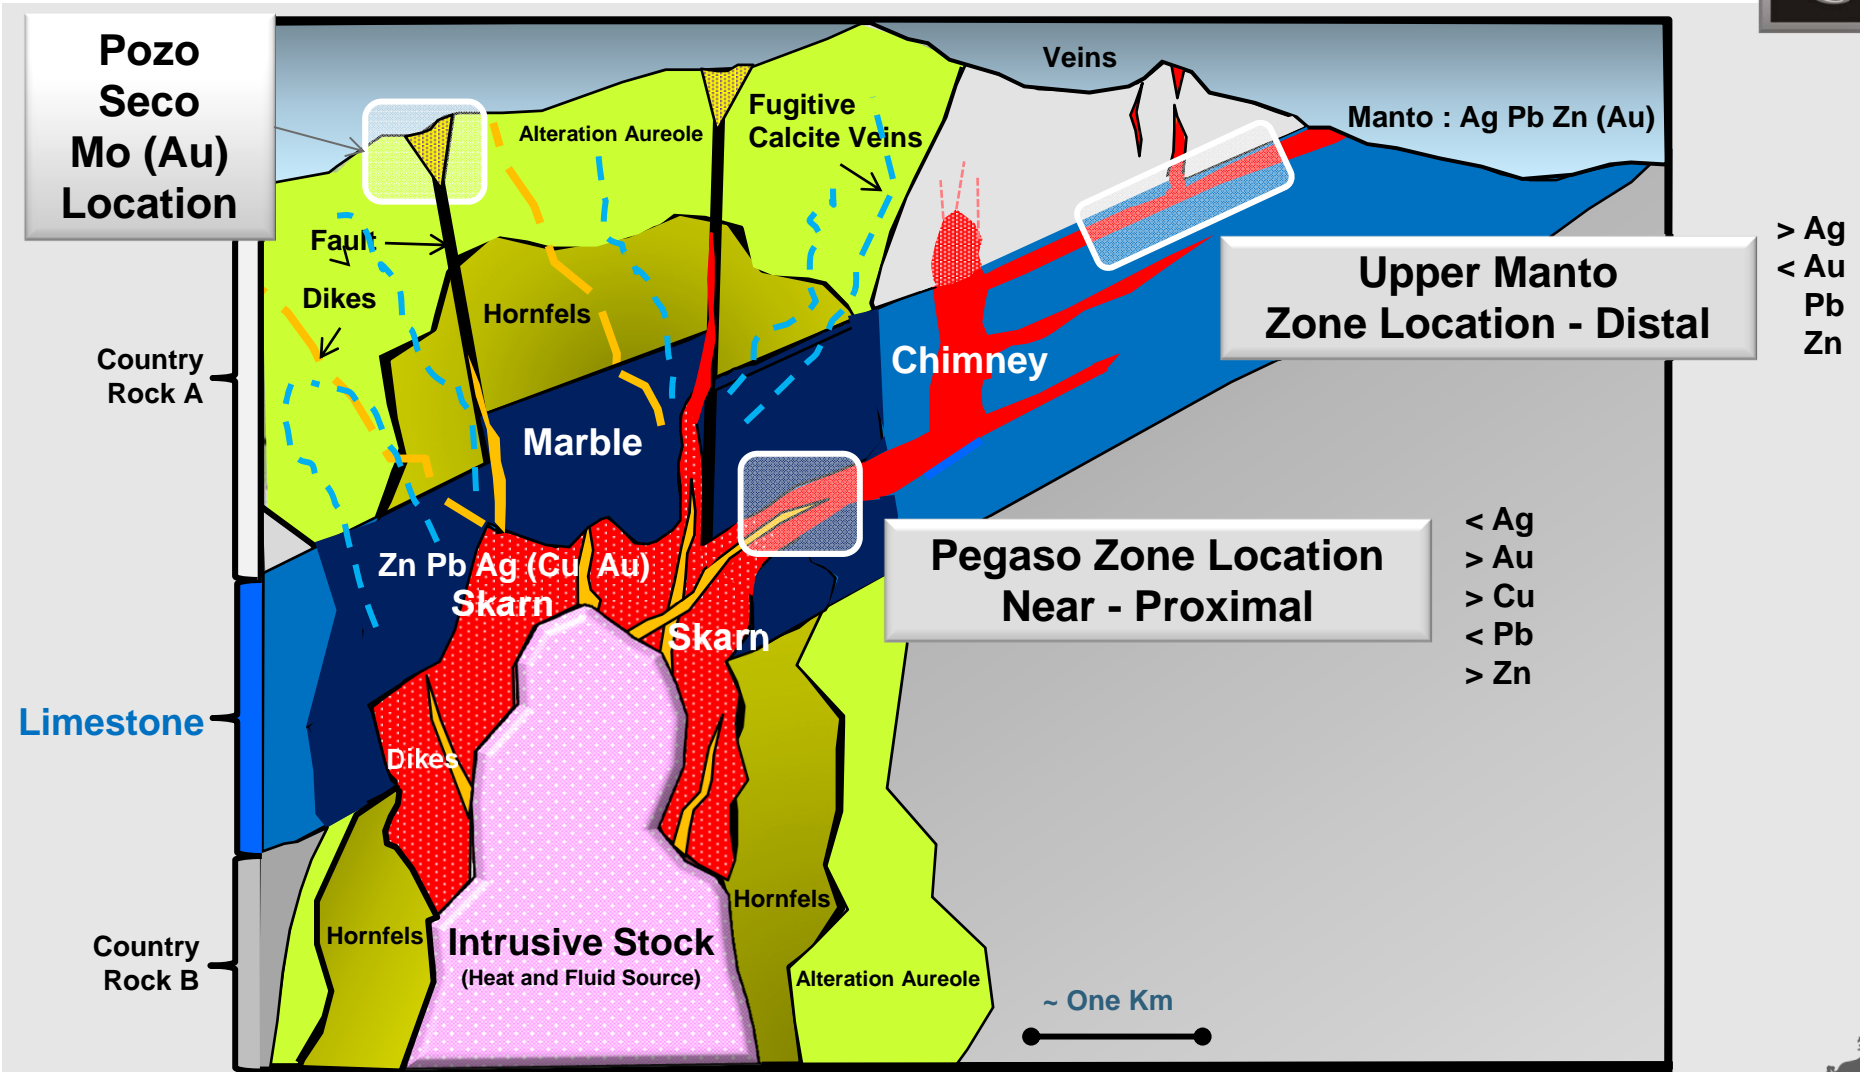 Pozo
Seco
Mo (Au)
Location
Veins
Manto : Ag Pb Zn (Au)
Alteration Aureole
Fugitive
Calcite Veins
Fault
Dikes
Hornfels
Country
Rock A
Chimney
Upper Manto
Zone Location - Distal
> Ag
< Au
Pb
Zn
Marble
Zn Pb Ag (Cu Au)
Skarn
Skarn
Pegaso Zone Location
Near - Proximal
< Ag
> Au
> Cu
< Pb
> Zn
Limestone
Dikes
Hornfels
Hornfels
Intrusive Stock
(Heat and Fluid Source)
Alteration Aureole
Country
Rock B
~ One Km